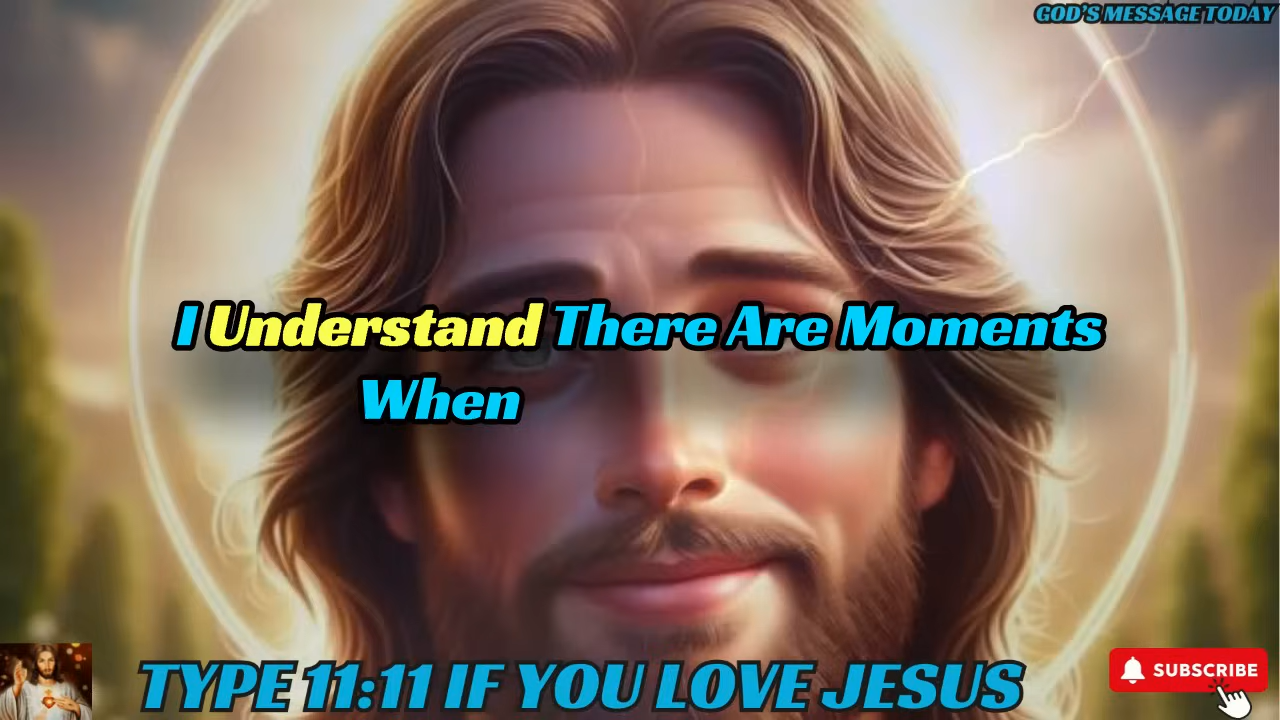 GOD'S MESSAGE TODAY
I Understand There Are Moments
When
TYPE 11:11 IF YOU LOVE JESUS
SUBSCRIBE